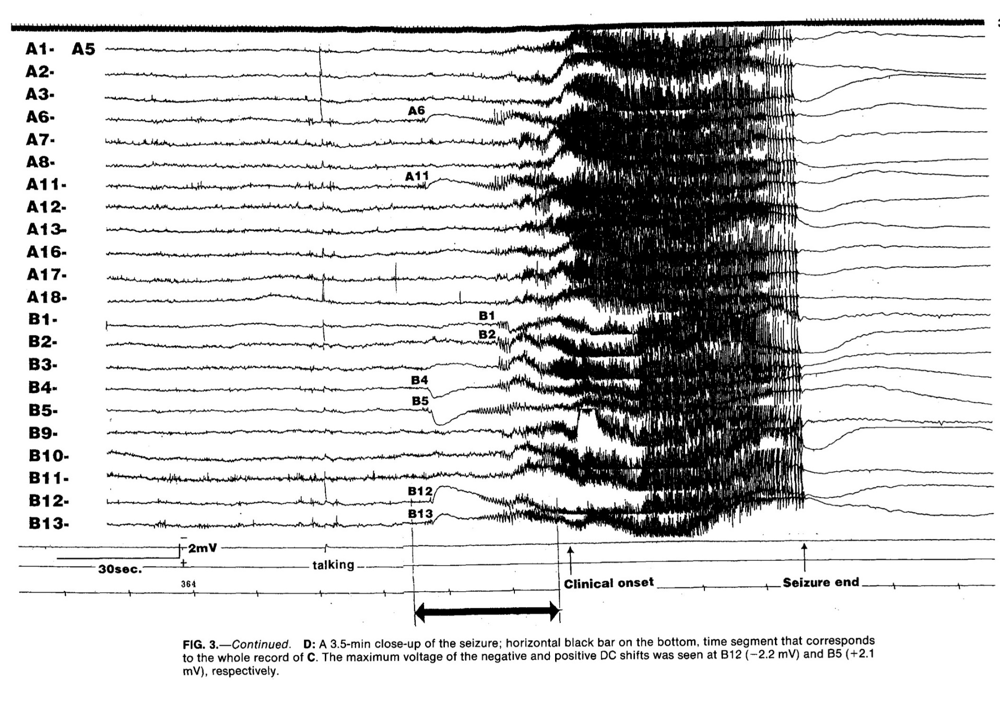 A1- A5
A2-
A3-
A6
A6-
A7-
A8-
A11
A11-
A12-
A13-
A16-
A17-
A18-
B1
B1-
B2
B2-
B3-
B4
B4-
B5
B5-
B9-
B10-
B11-
B12
B12-
B13
B13-
−
2mV
+
30sec.
talking
364
Clinical onset
Seizure end
FIG. 3.—Continued. D: A 3.5-min close-up of the seizure; horizontal black bar on the bottom, time segment that corresponds
to the whole record of C. The maximum voltage of the negative and positive DC shifts was seen at B12 (−2.2 mV) and B5 (+2.1
mV), respectively.